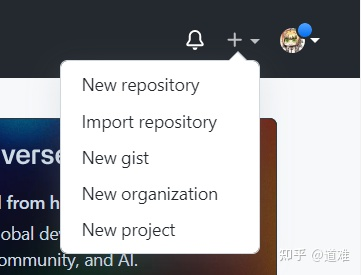 New repository
Import repository
verse
New gist
from h
New organization
obal dev
New project
ommunity, and AI.
知乎 @道难